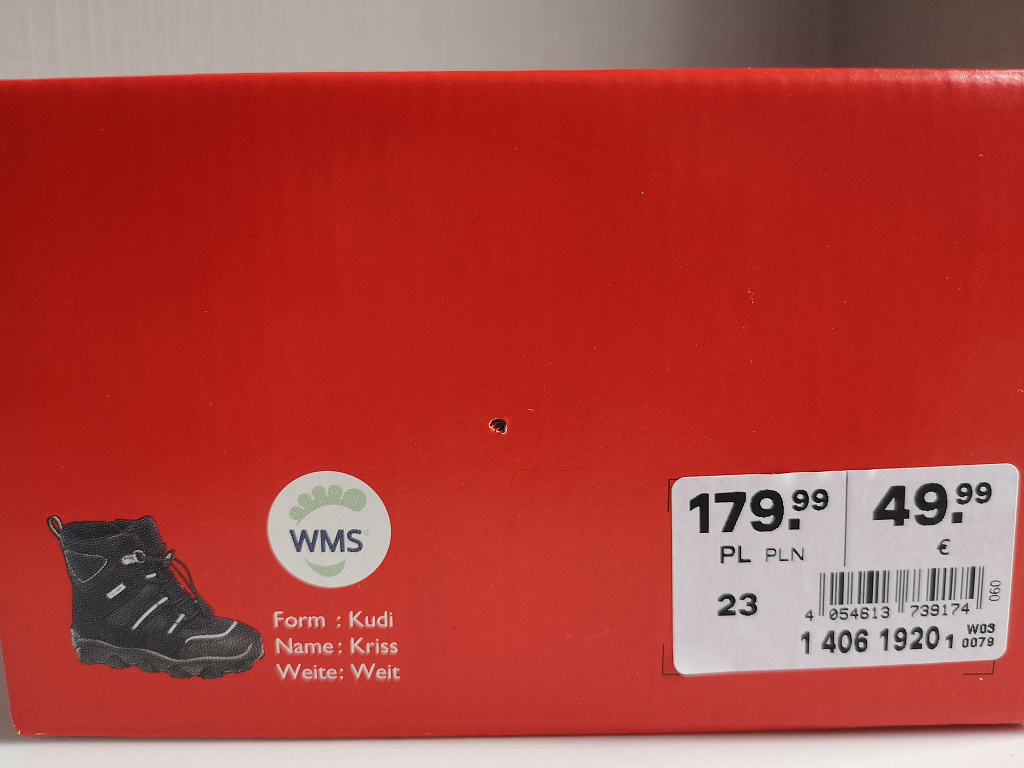 WMS®
Form : Kudi
Name : Kriss
Weite: Weit
179.99
PL PLN
49.99
€
23
4 054613 739174
060
1 406 1920 1
W03
0079